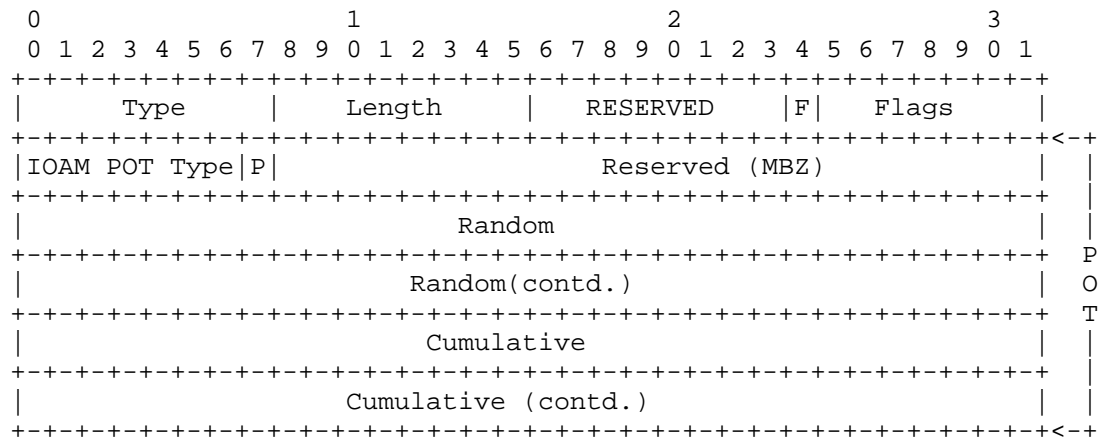 0                   1                   2                   3
 0 1 2 3 4 5 6 7 8 9 0 1 2 3 4 5 6 7 8 9 0 1 2 3 4 5 6 7 8 9 0 1
+-+-+-+-+-+-+-+-+-+-+-+-+-+-+-+-+-+-+-+-+-+-+-+-+-+-+-+-+-+-+-+-+
|      Type     |    Length     |   RESERVED    |F|   Flags     |
+-+-+-+-+-+-+-+-+-+-+-+-+-+-+-+-+-+-+-+-+-+-+-+-+-+-+-+-+-+-+-+-+<-+
|IOAM POT Type|P|                    Reserved (MBZ)             |  |
+-+-+-+-+-+-+-+-+-+-+-+-+-+-+-+-+-+-+-+-+-+-+-+-+-+-+-+-+-+-+-+-+  |
|                           Random                              |  |
+-+-+-+-+-+-+-+-+-+-+-+-+-+-+-+-+-+-+-+-+-+-+-+-+-+-+-+-+-+-+-+-+  P
|                        Random(contd.)                         |  O
+-+-+-+-+-+-+-+-+-+-+-+-+-+-+-+-+-+-+-+-+-+-+-+-+-+-+-+-+-+-+-+-+  T
|                         Cumulative                            |  |
+-+-+-+-+-+-+-+-+-+-+-+-+-+-+-+-+-+-+-+-+-+-+-+-+-+-+-+-+-+-+-+-+  |
|                    Cumulative (contd.)                        |  |
+-+-+-+-+-+-+-+-+-+-+-+-+-+-+-+-+-+-+-+-+-+-+-+-+-+-+-+-+-+-+-+-+<-+